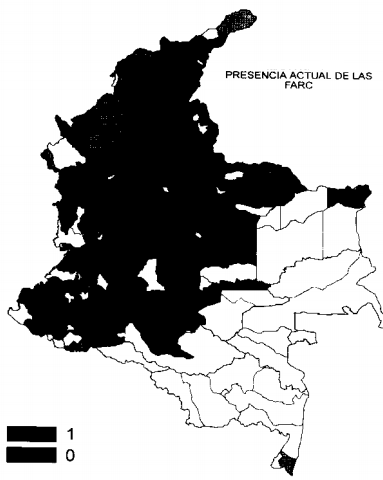 PRESENCIA ACTUAL DE LAS
FARC
1
0